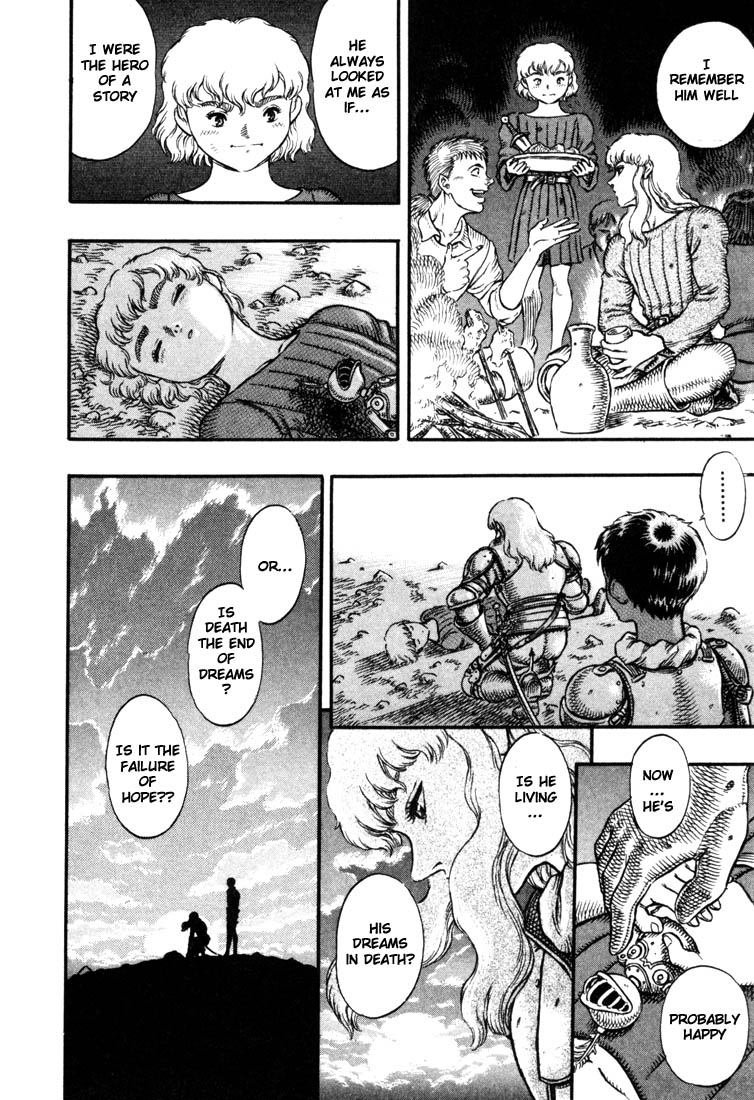 I
REMEMBER
HIM WELL
HE
ALWAYS
LOOKED
AT ME AS
IF...
I WERE
THE HERO
OF A
STORY
.........
NOW
...
HE'S
PROBABLY
HAPPY
IS HE
LIVING
...
HIS
DREAMS
IN DEATH?
OR...
IS
DEATH
THE END
OF
DREAMS
?
IS IT THE
FAILURE
OF
HOPE??